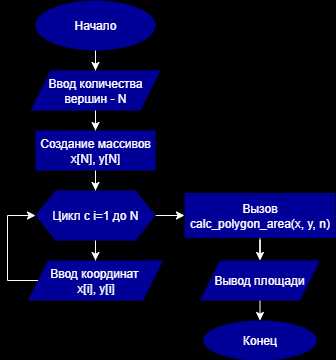 Начало
Ввод количества
вершин - N
Создание массивов
x[N], y[N]
Цикл с i=1 до N
Ввод координат
x[i], y[i]
Вызов
calc_polygon_area(x, y, n)
Вывод площади
Конец